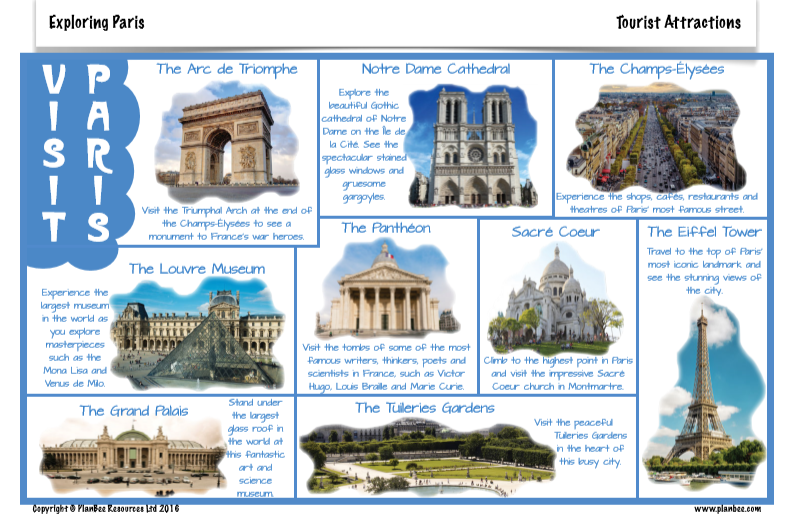 Exploring Paris
Tourist Attractions
VISIT
PARIS
The Arc de Triomphe
Visit the Triumphal Arch at the end of
the Champs-Élysées to see a
monument to France's war heroes.
Notre Dame Cathedral
Explore the
beautiful Gothic
cathedral of Notre
Dame on the Île de
la Cité. See the
spectacular stained
glass windows and
gruesome
gargoyles.
The Champs-Élysées
Experience the shops, cafes, restaurants and
theatres of Paris' most famous street.
The Louvre Museum
Experience the
largest museum
in the world as
you explore
masterpieces
such as the
Mona Lisa and
Venus de Milo.
The Panthéon
Visit the tombs of some of the most
famous writers, thinkers, poets and
scientists in France, such as Victor
Hugo, Louis Braille and Marie Curie.
Sacré Coeur
Climb to the highest point in Paris
and visit the impressive Sacré
Coeur church in Montmartre.
The Eiffel Tower
Travel to the top of Paris'
most iconic landmark and
see the stunning views of
the city.
The Grand Palais
Stand under
the largest
glass roof in
the world at
this fantastic
art and
science
museum.
The Tuileries Gardens
Visit the peaceful
Tuileries Gardens
in the heart of
this busy city.
Copyright © PlanBee Resources Ltd 2016
www.planbee.com